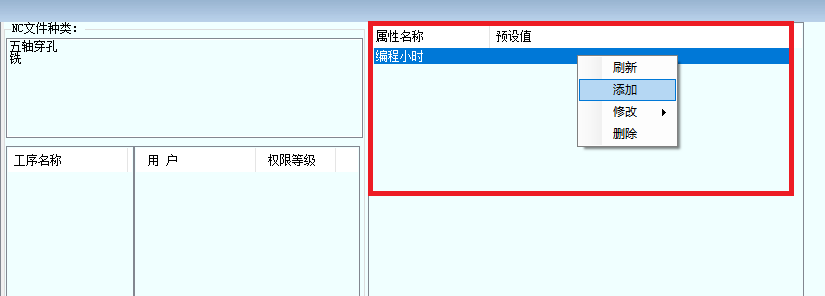 NC文件种类:
五轴穿孔
铣
工序名称
用 户
权限等级
属性名称
预设值
编程小时
刷新
添加
修改
删除